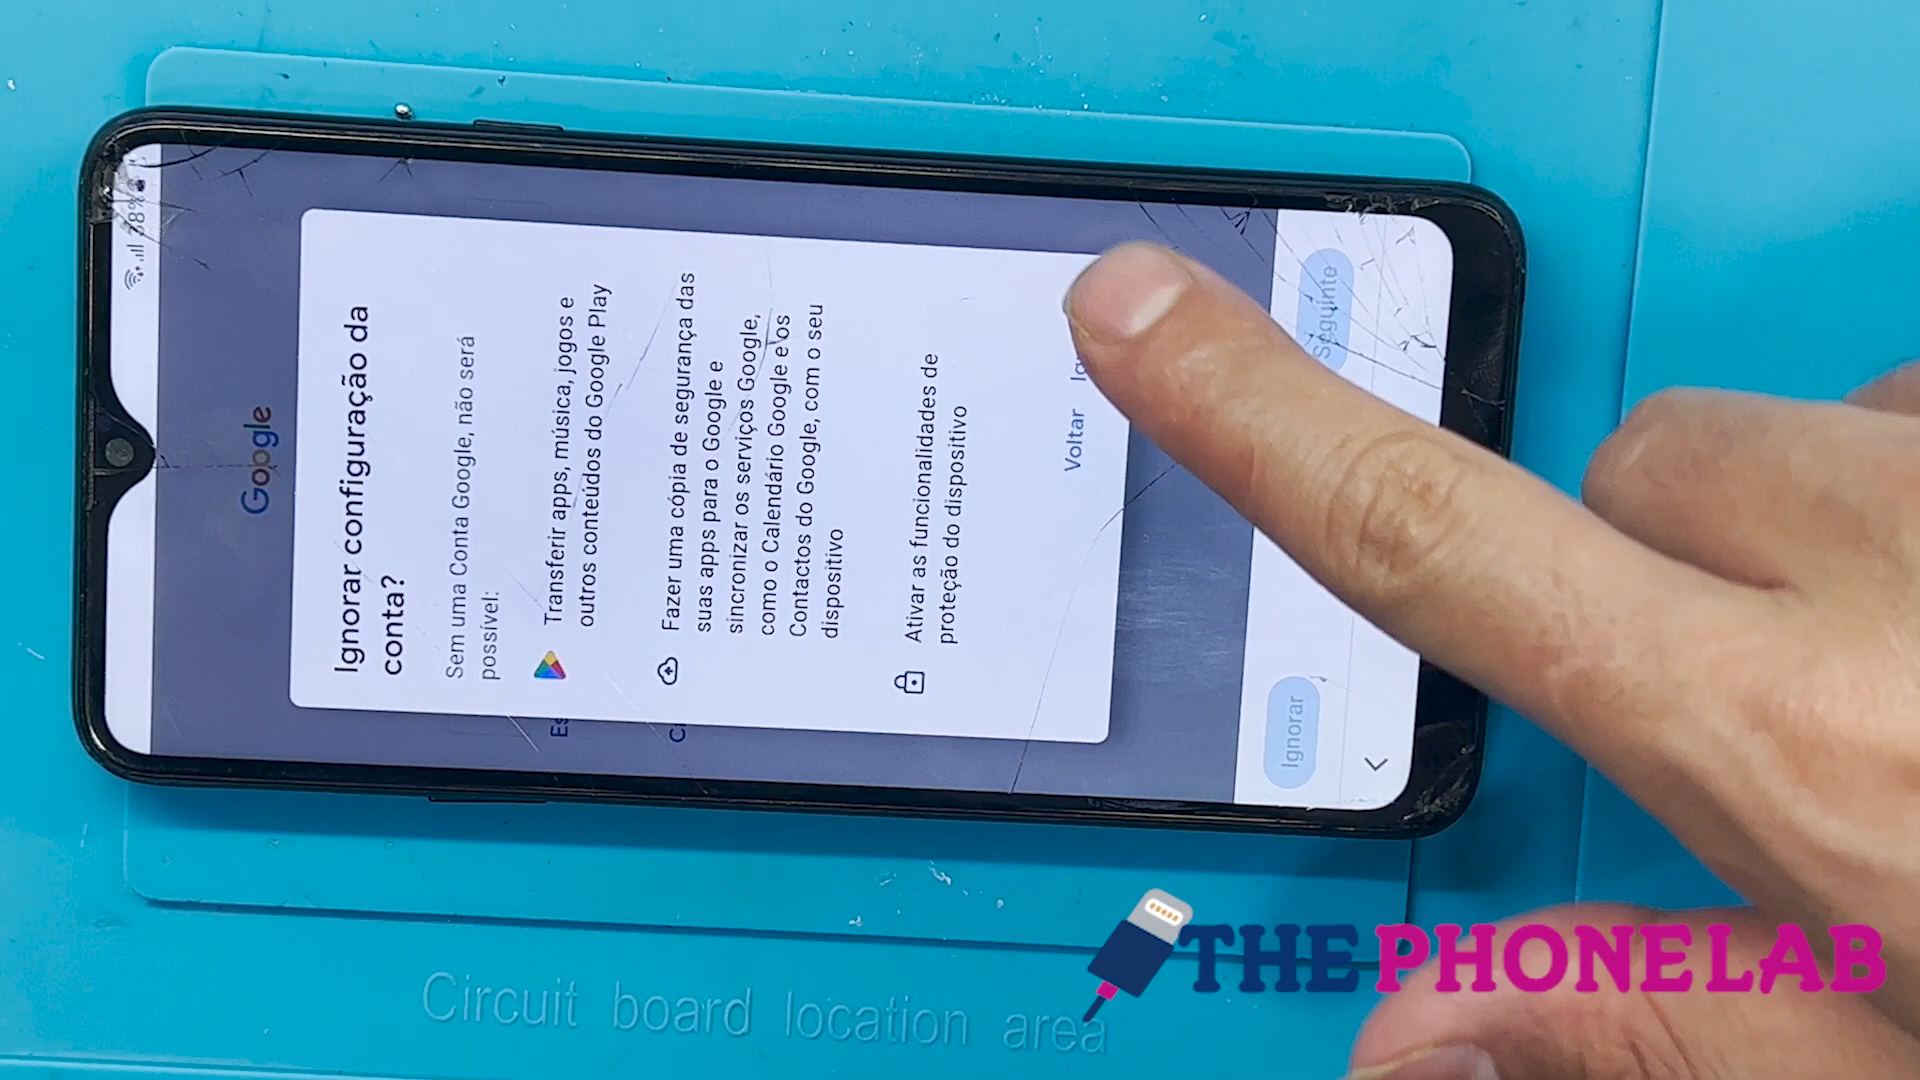 38%
Google
Ignorar configuração da
conta?
Sem uma Conta Google, não será
possível:
Transferir apps, música, jogos e
outros conteúdos do Google Play
Fazer uma cópia de segurança das
suas apps para o Google e
sincronizar os serviços Google,
como o Calendário Google e os
Contactos do Google, com o seu
dispositivo
Ativar as funcionalidades de
proteção do dispositivo
Voltar
Ignorar
Seguinte
Circuit board location area
THE PHONE LAB